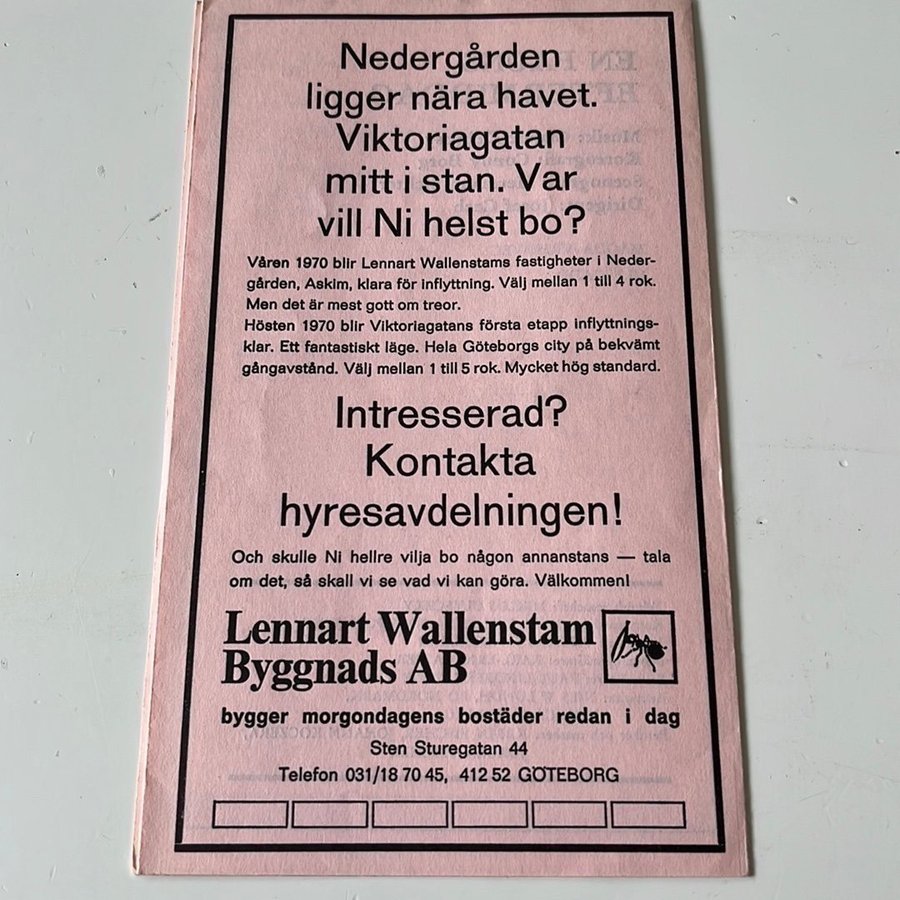 Nedergården
ligger nära havet.
Viktoriagatan
mitt i stan. Var
vill Ni helst bo?
Våren 1970 blir Lennart Wallenstams fastigheter i Neder-
gården, Askim, klara för inflyttning. Välj mellan 1 till 4 rok.
Men det är mest gott om treor.
Hösten 1970 blir Viktoriagatans första etapp inflyttnings-
klar. Ett fantastiskt läge. Hela Göteborgs city på bekvämt
gångavstånd. Välj mellan 1 till 5 rok. Mycket hög standard.
Intresserad?
Kontakta
hyresavdelningen!
Och skulle Ni hellre vilja bo någon annanstans — tala
om det, så skall vi se vad vi kan göra. Välkommen!
Lennart Wallenstam
Byggnads AB
bygger morgondagens bostäder redan i dag
Sten Sturegatan 44
Telefon 031/18 70 45, 412 52 GÖTEBORG